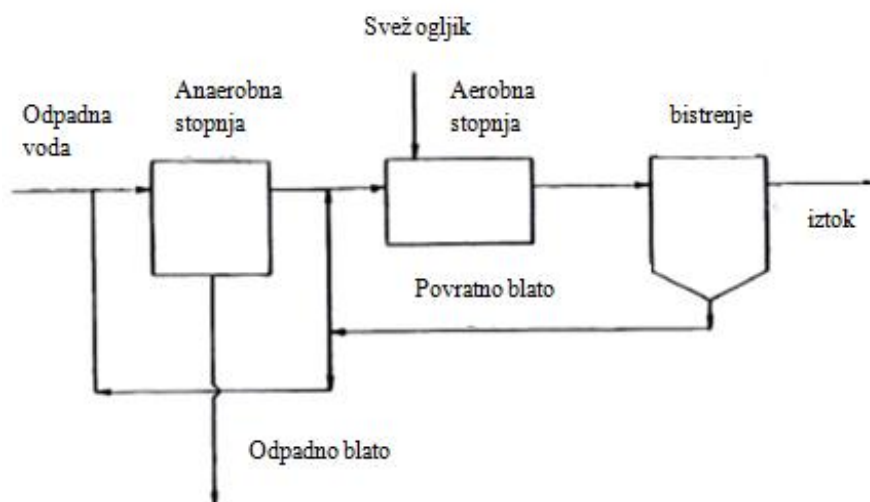 Svež ogljik
Anaerobna
stopnja
Aerobna
stopnja
bistrenje
Odpadna
voda
iztok
Povratno blato
Odpadno blato